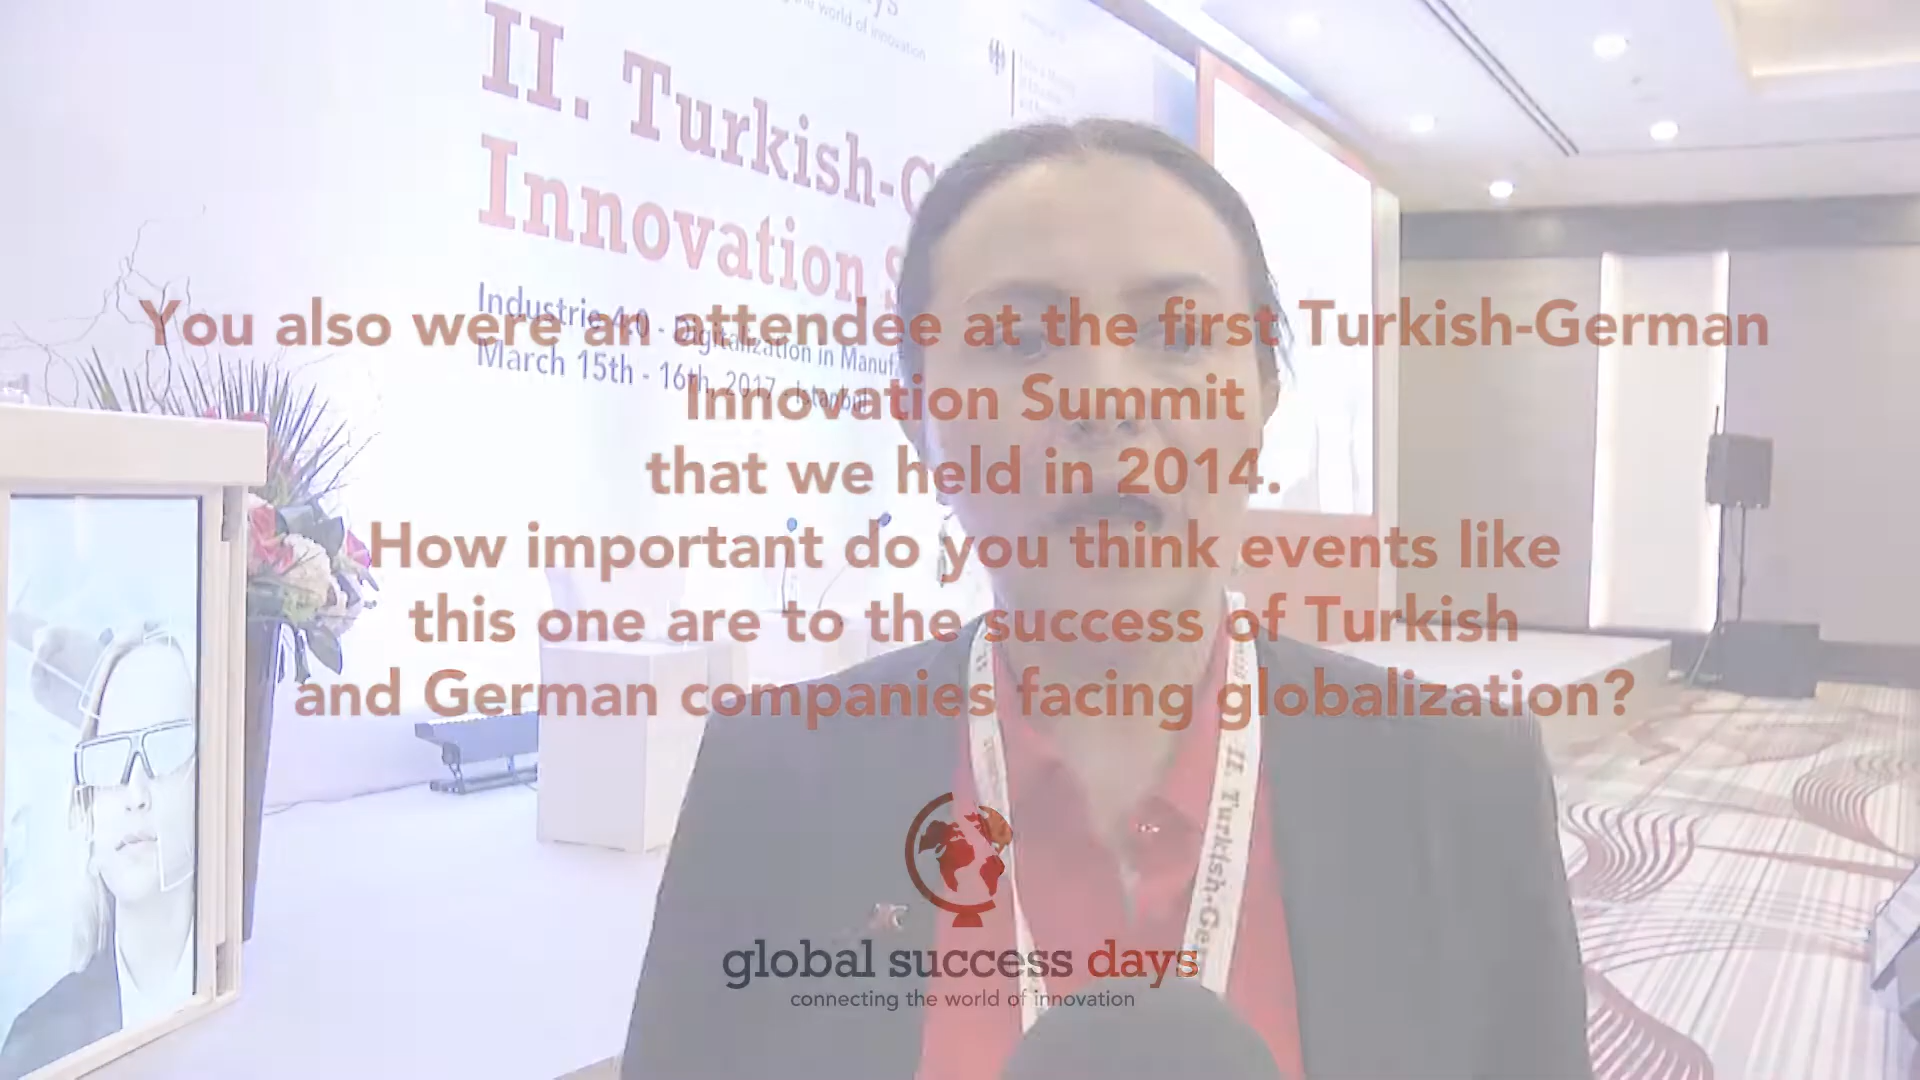 II. Turkish-G
Innovation S
Industrie 4.0 - Digitalization in Manuf
March 15th - 16th, 2017 - Istanbul
You also were an attendee at the first Turkish-German
Innovation Summit
that we held in 2014.
How important do you think events like
this one are to the success of Turkish
and German companies facing globalization?
II. Turkish-Ge
global success days
connecting the world of innovation